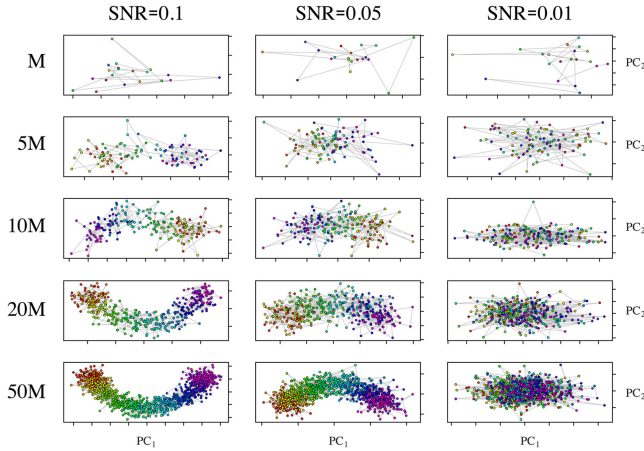 SNR=0.1 SNR=0.05 SNR=0.01
M PC2
5M PC2
10M PC2
20M PC2
50M PC2
PC1 PC1 PC1